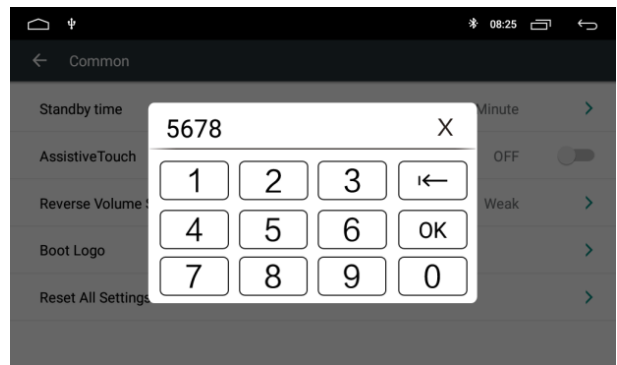 08:25
Common
Standby time
Minute
5678 X
AssistiveTouch
OFF
1 2 3
Reverse Volume
Weak
4 5 6 OK
Boot Logo
7 8 9 0
Reset All Settings